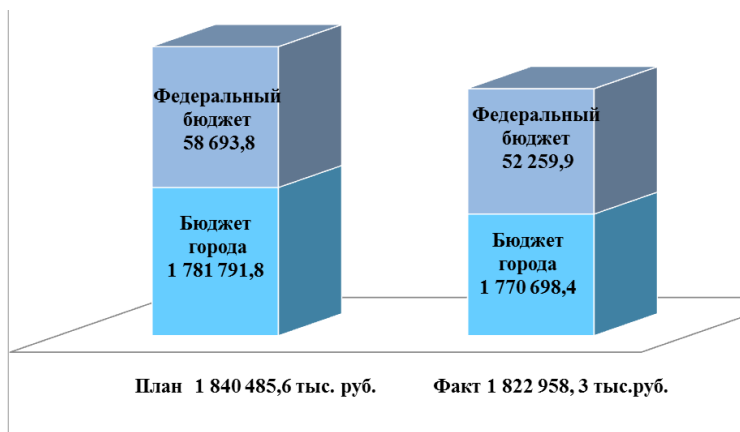 Федеральный
бюджет
58 693,8
Бюджет
города
1 781 791,8
Федеральный
бюджет
52 259,9
Бюджет
города
1 770 698,4
План 1 840 485,6 тыс. руб.
Факт 1 822 958, 3 тыс.руб.